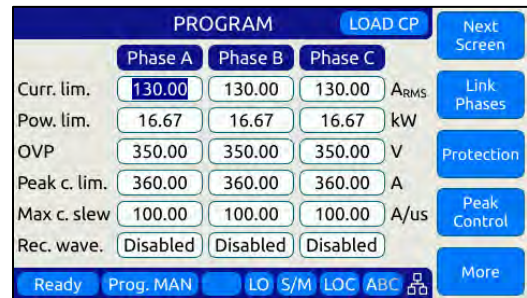 PROGRAM LOAD CP
Phase A Phase B Phase C
Curr. lim. 130.00 130.00 130.00 ARMS
Pow. lim. 16.67 16.67 16.67 kW
OVP 350.00 350.00 350.00 V
Peak c. lim. 360.00 360.00 360.00 A
Max c. slew 100.00 100.00 100.00 A/us
Rec. wave. Disabled Disabled Disabled
Ready Prog. MAN LO S/M LOC ABC
Next
Screen
Link
Phases
Protection
Peak
Control
More